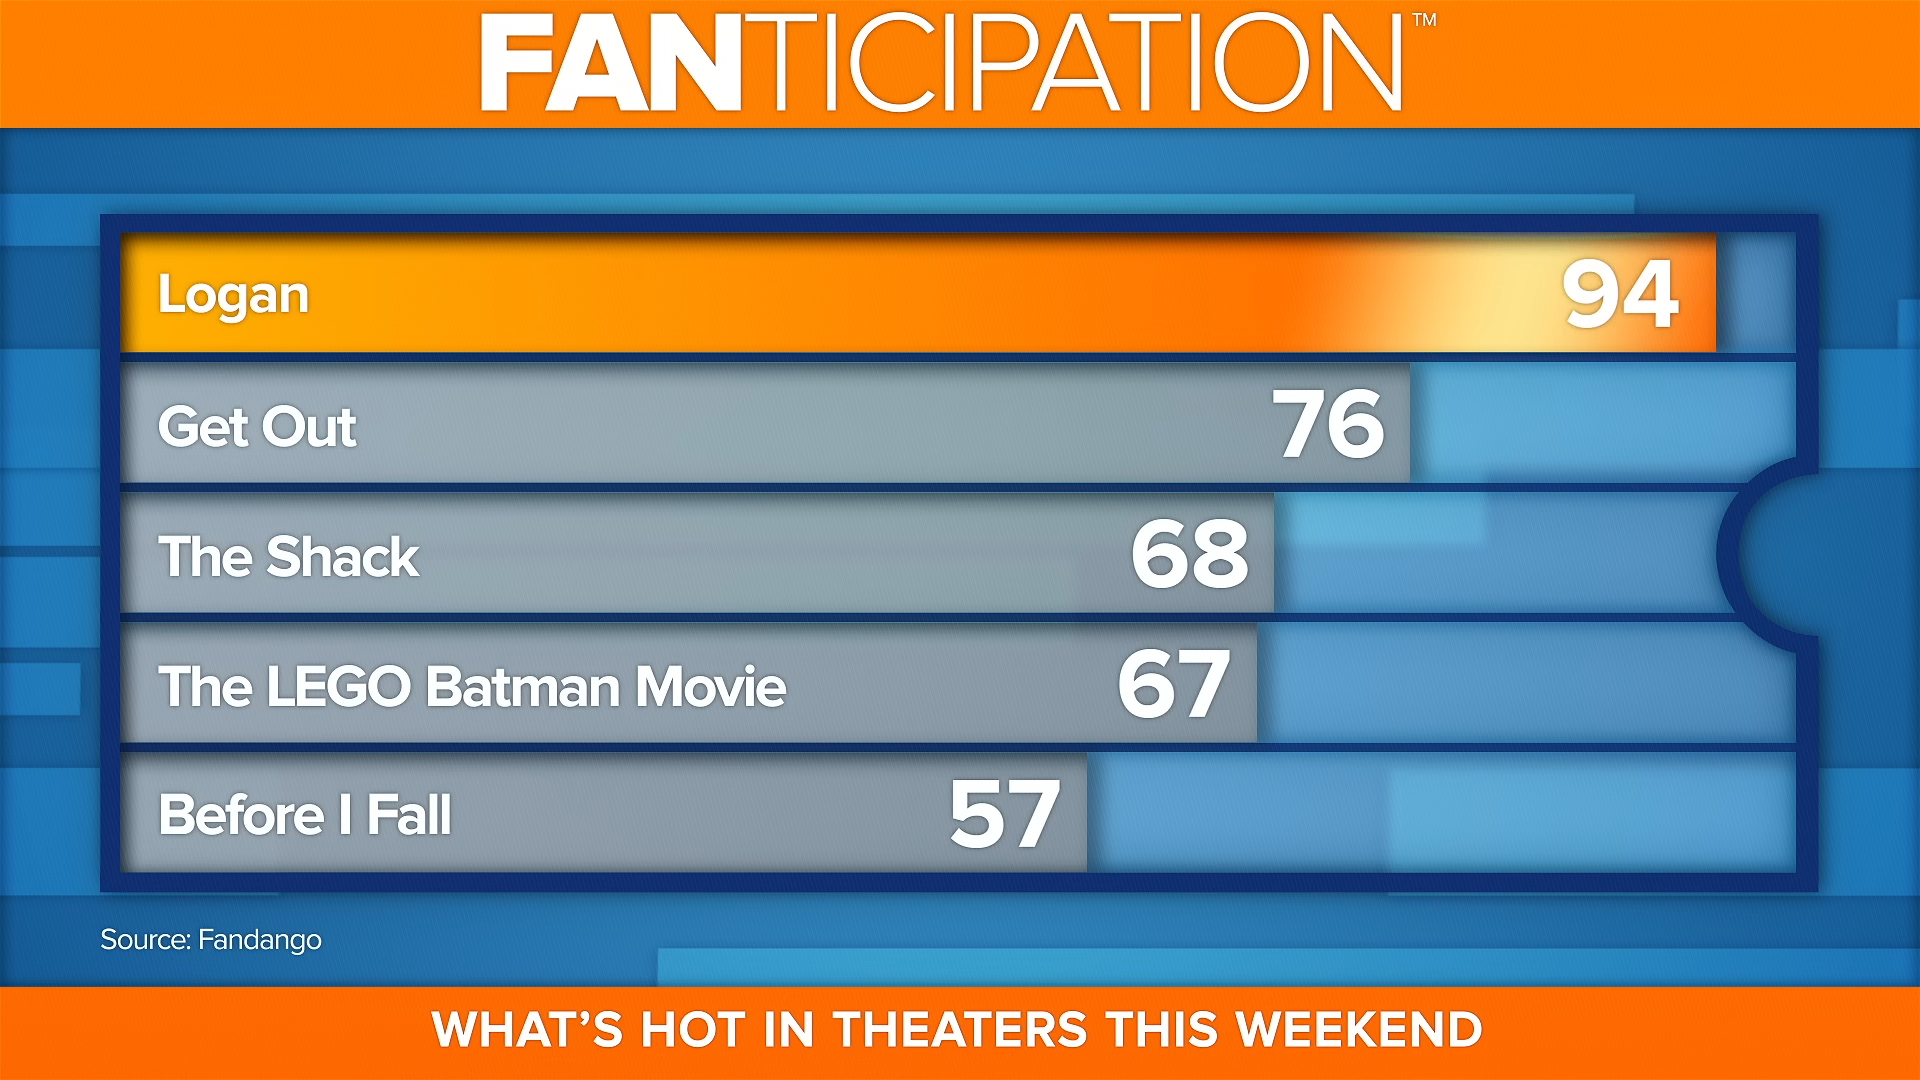 FANTICIPATION™
Logan 94
Get Out 76
The Shack 68
The LEGO Batman Movie 67
Before I Fall 57
Source: Fandango
WHAT'S HOT IN THEATERS THIS WEEKEND